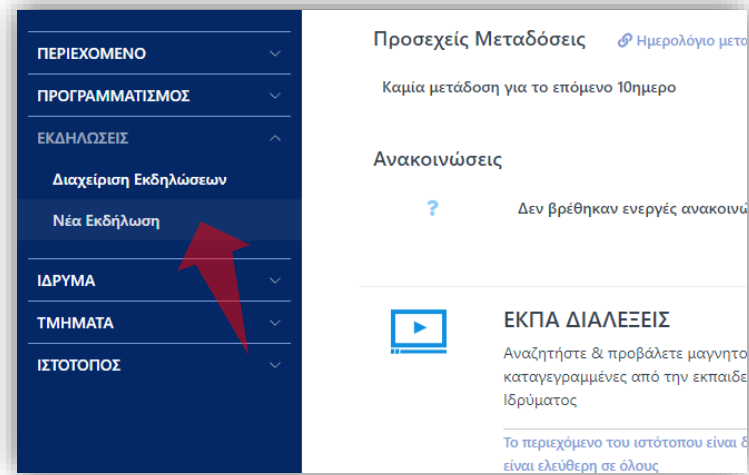 ΠΕΡΙΕΧΟΜΕΝΟ
ΠΡΟΓΡΑΜΜΑΤΙΣΜΟΣ
ΕΚΔΗΛΩΣΕΙΣ
Διαχείριση Εκδηλώσεων
Νέα Εκδήλωση
ΙΔΡΥΜΑ
ΤΜΗΜΑΤΑ
ΙΣΤΟΤΟΠΟΣ
Προσεχείς Μεταδόσεις Ημερολόγιο
Καμία μετάδοση για το επόμενο 10ημερο
Ανακοινώσεις
? Δεν βρέθηκαν ενεργές
ΕΚΠΑ ΔΙΑΛΕΞΕΙΣ
Αναζητήστε & προβάλετε
καταγεγραμμένες από την
Ιδρύματος
Το περιεχόμενο του ιστότοπου είναι
είναι ελεύθερη σε όλους